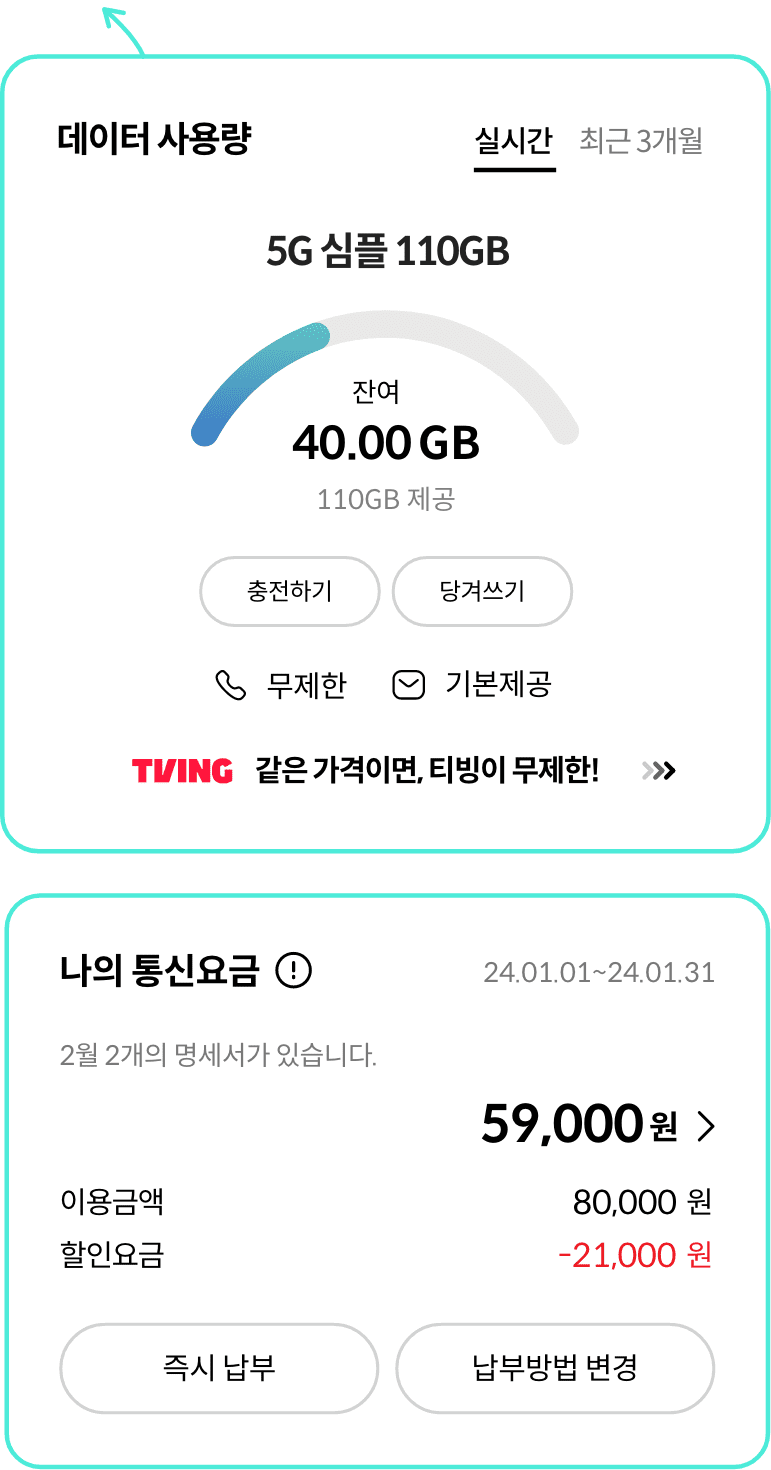 데이터 사용량
실시간 최근 3개월
5G 심플 110GB
잔여
40.00 GB
110GB 제공
충전하기 당겨쓰기
무제한 기본제공
TVING 같은 가격이면, 티빙이 무제한!
나의 통신요금
24.01.01~24.01.31
2월 2개의 명세서가 있습니다.
59,000 원
이용금액 80,000 원
할인요금 -21,000 원
즉시 납부 납부방법 변경